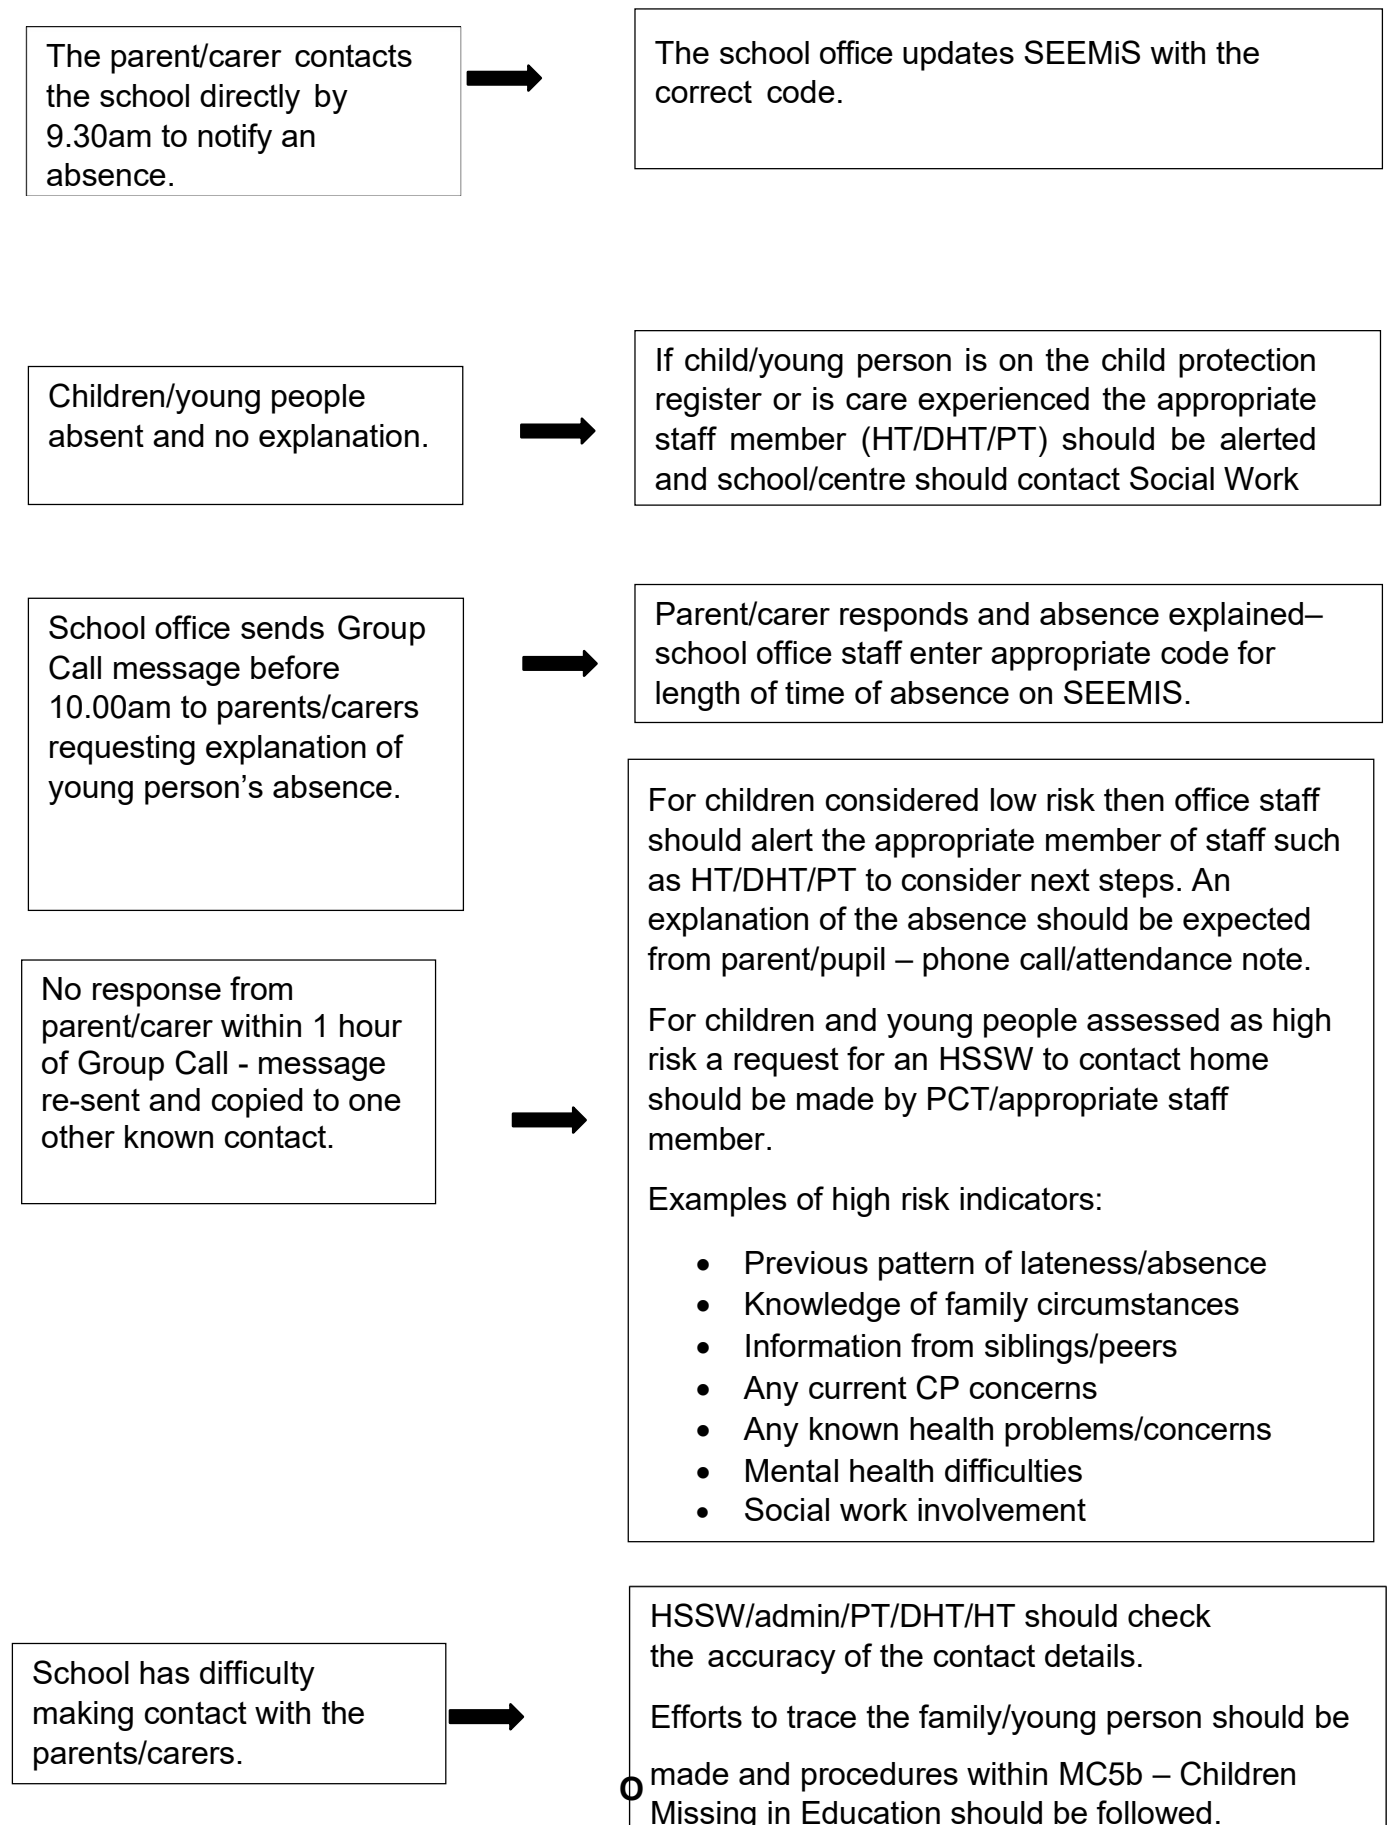 The parent/carer contacts
the school directly by
9.30am to notify an
absence.
The school office updates SEEMiS with the
correct code.
Children/young people
absent and no explanation.
If child/young person is on the child protection
register or is care experienced the appropriate
staff member (HT/DHT/PT) should be alerted
and school/centre should contact Social Work
School office sends Group
Call message before
10.00am to parents/carers
requesting explanation of
young person’s absence.
Parent/carer responds and absence explained–
school office staff enter appropriate code for
length of time of absence on SEEMIS.
No response from
parent/carer within 1 hour
of Group Call - message
re-sent and copied to one
other known contact.
For children considered low risk then office staff
should alert the appropriate member of staff such
as HT/DHT/PT to consider next steps. An
explanation of the absence should be expected
from parent/pupil – phone call/attendance note.
For children and young people assessed as high
risk a request for an HSSW to contact home
should be made by PCT/appropriate staff
member.
Examples of high risk indicators:
• Previous pattern of lateness/absence
• Knowledge of family circumstances
• Information from siblings/peers
• Any current CP concerns
• Any known health problems/concerns
• Mental health difficulties
• Social work involvement
School has difficulty
making contact with the
parents/carers.
HSSW/admin/PT/DHT/HT should check
the accuracy of the contact details.
Efforts to trace the family/young person should be
o
made and procedures within MC5b – Children
Missing in Education should be followed.